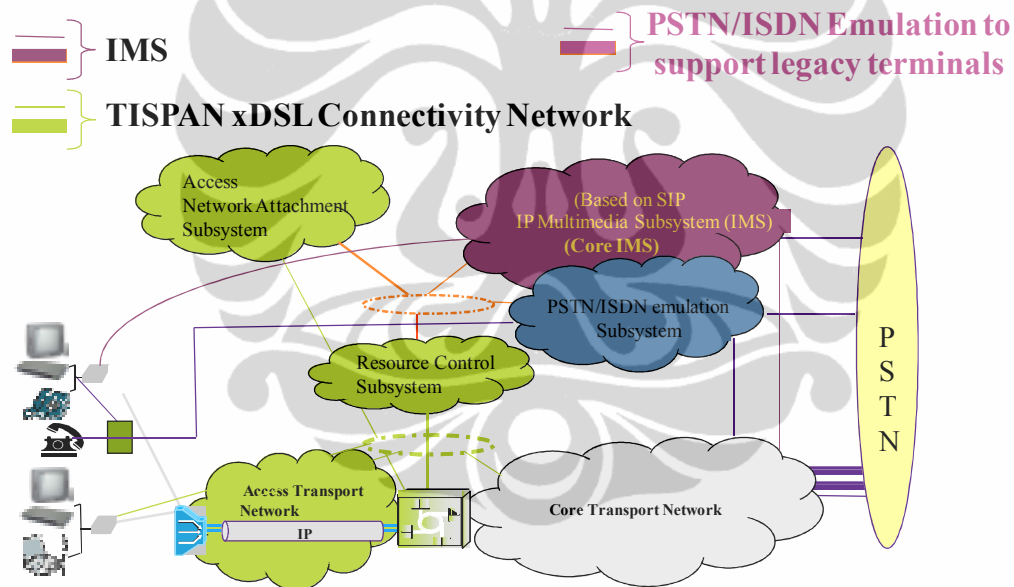 IMS
PSTN/ISDN Emulation to
support legacy terminals
TISPAN xDSL Connectivity Network
Access
Network Attachment
Subsystem
(Based on SIP
IP Multimedia Subsystem (IMS)
(Core IMS)
PSTN/ISDN emulation
Subsystem
Resource Control
Subsystem
P
S
T
N
Access Transport
Network
IP
Core Transport Network